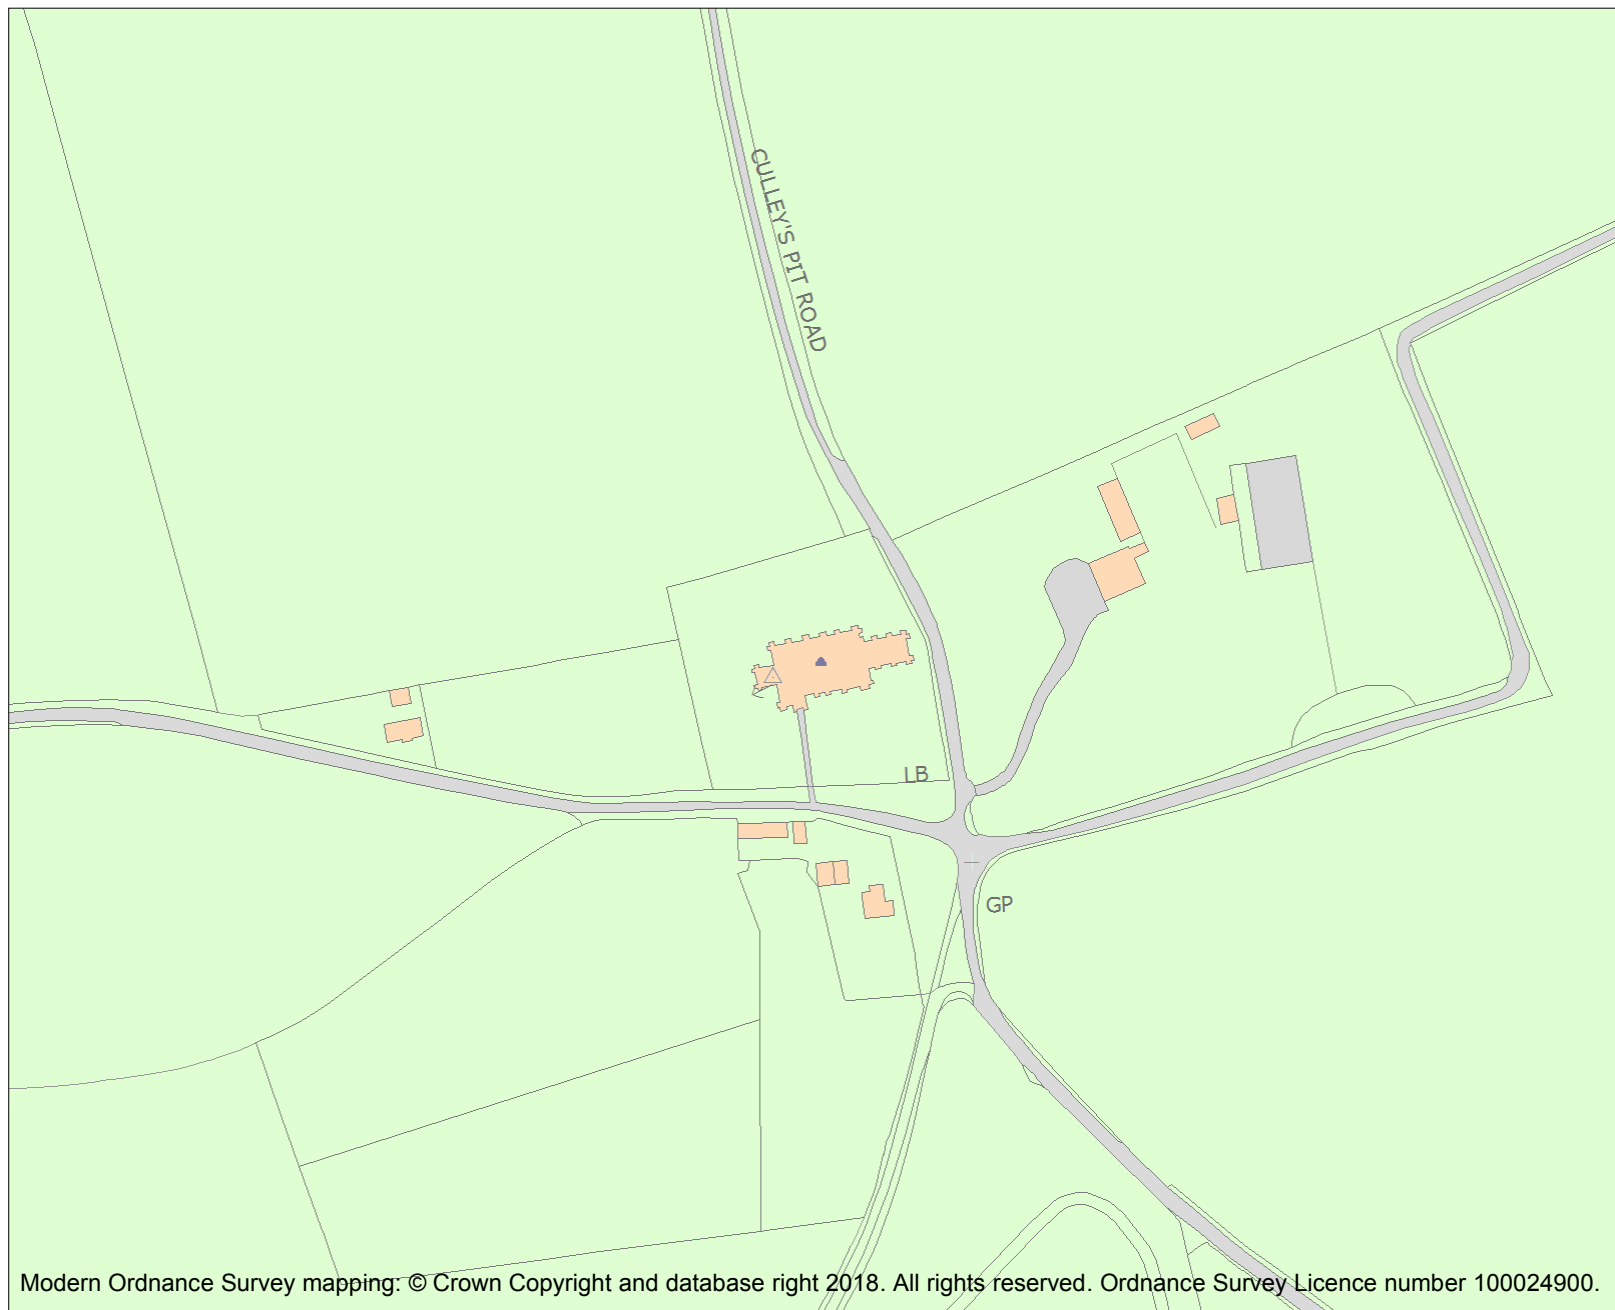 CULLEY'S PIT ROAD
LB
GP
Modern Ordnance Survey mapping: © Crown Copyright and database right 2018. All rights reserved. Ordnance Survey Licence number 100024900.